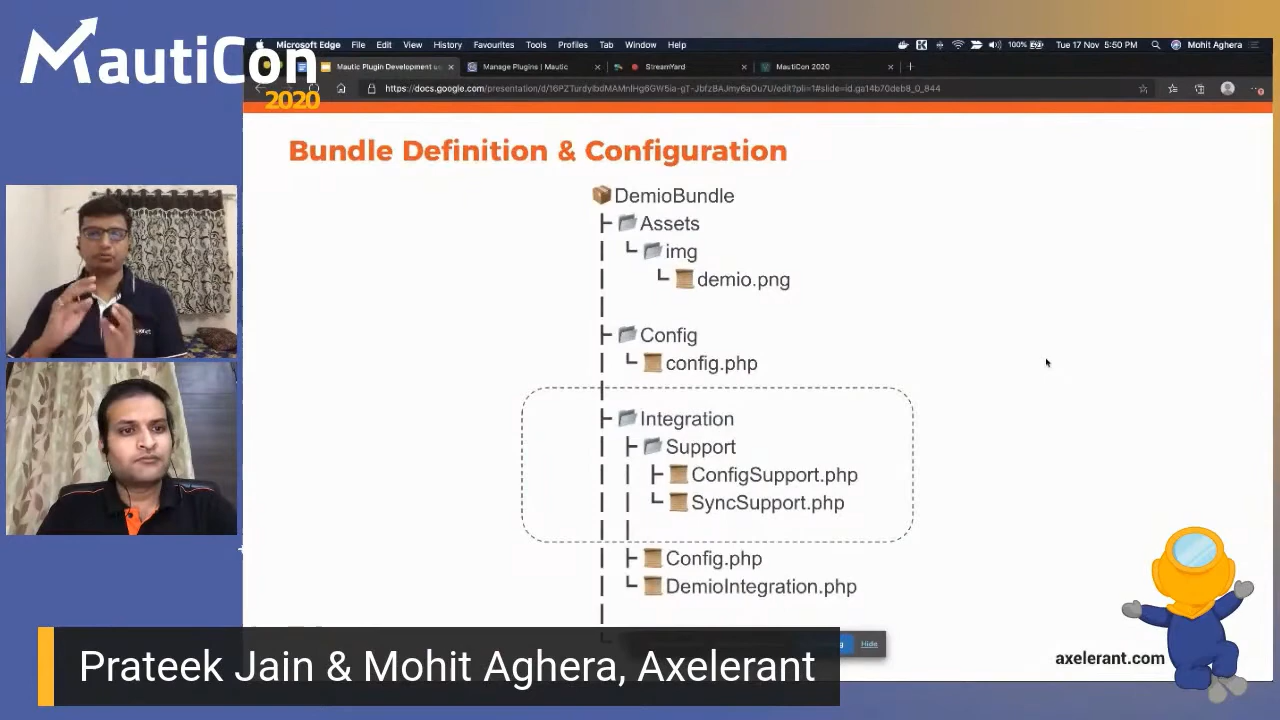 MautiCon
2020
Microsoft Edge File Edit View History Favourites Tools Profiles Tab Window Help 100% Tue 17 Nov 5:50 PM Mohit Aghera
Mautic Plugin Development us Manage Plugins | Mautic StreamYard MautiCon 2020
Bundle Definition & Configuration
DemioBundle
Assets
img
demio.png
Config
config.php
Integration
Support
ConfigSupport.php
SyncSupport.php
Config.php
DemioIntegration.php
Hide
axelerant.com
Prateek Jain & Mohit Aghera, Axelerant